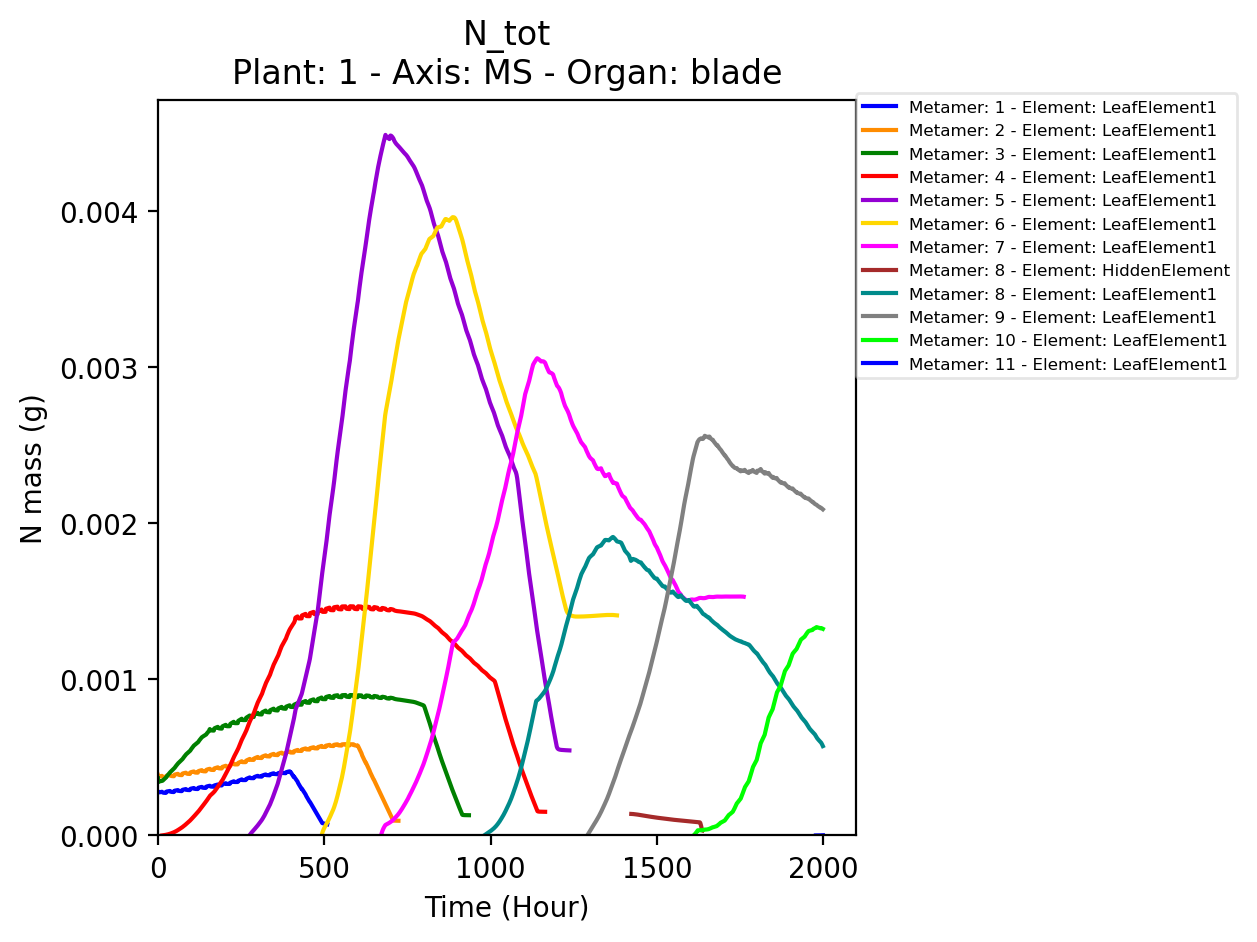 N_tot
Plant: 1 - Axis: MS - Organ: blade
Metamer: 1 - Element: LeafElement1
Metamer: 2 - Element: LeafElement1
Metamer: 3 - Element: LeafElement1
Metamer: 4 - Element: LeafElement1
Metamer: 5 - Element: LeafElement1
Metamer: 6 - Element: LeafElement1
Metamer: 7 - Element: LeafElement1
Metamer: 8 - Element: HiddenElement
Metamer: 8 - Element: LeafElement1
Metamer: 9 - Element: LeafElement1
Metamer: 10 - Element: LeafElement1
Metamer: 11 - Element: LeafElement1
N mass (g)
0.004
0.003
0.002
0.001
0.000
0 500 1000 1500 2000
Time (Hour)